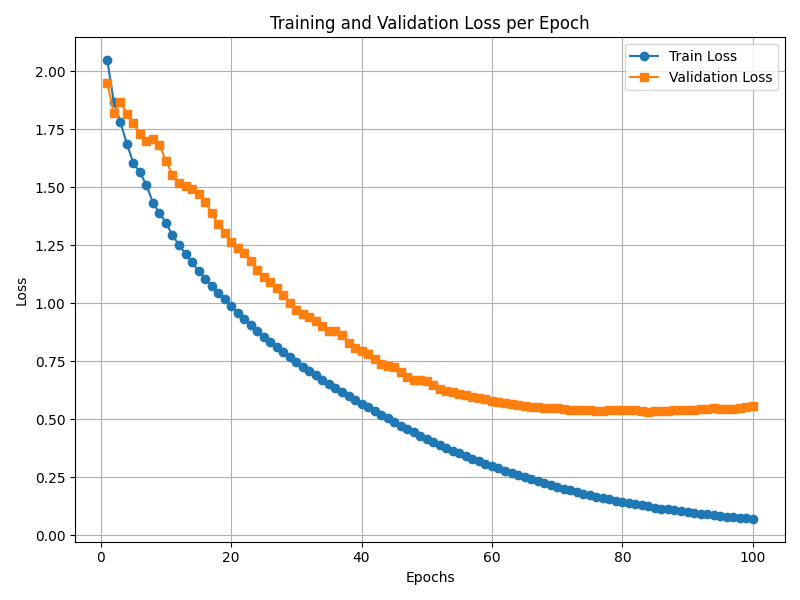 Training and Validation Loss per Epoch
Train Loss
Validation Loss
2.00
1.75
1.50
1.25
1.00
0.75
0.50
0.25
0.00
Loss
0 20 40 60 80 100
Epochs